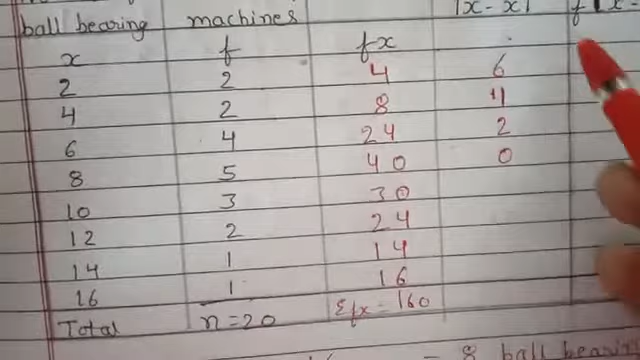 ball bearing machines |x - x| f |x -
x f fx
2 2 4 6
4 2 8 4
6 4 24 2
8 5 40 0
10 3 30
12 2 24
14 1 14
16 1 16
Total n = 20 Σfx = 160
= 8 ball bearin